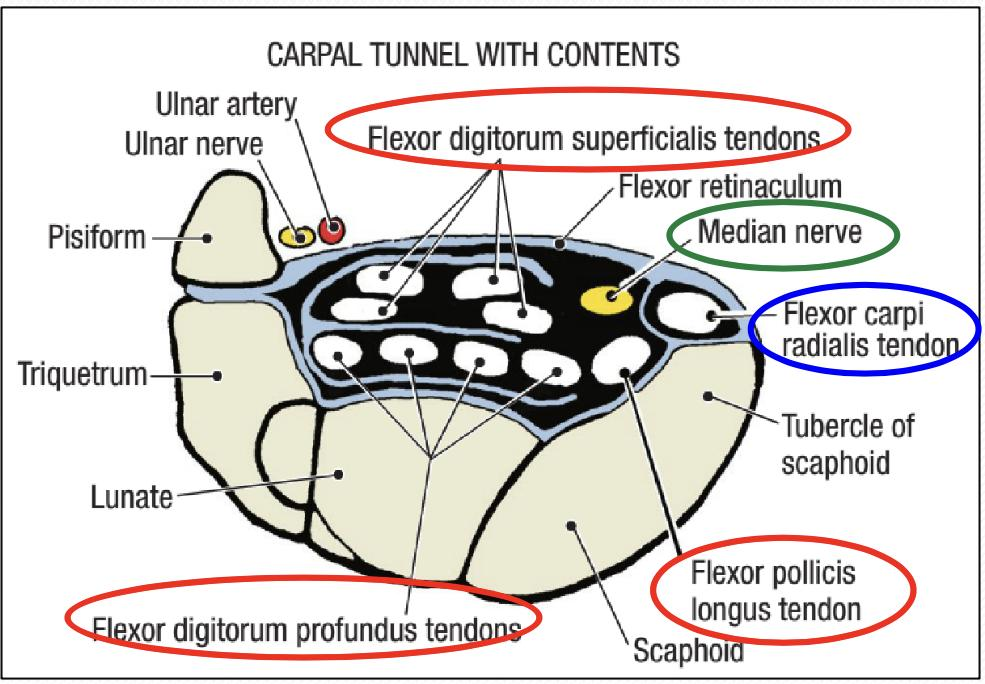 CARPAL TUNNEL WITH CONTENTS
Ulnar artery
Flexor digitorum superficialis tendons
Ulnar nerve
Flexor retinaculum
Pisiform
Median nerve
Flexor carpi
radialis tendon
Triquetrum
Tubercle of
scaphoid
Lunate
Flexor pollicis
longus tendon
Flexor digitorum profundus tendons
Scaphoid